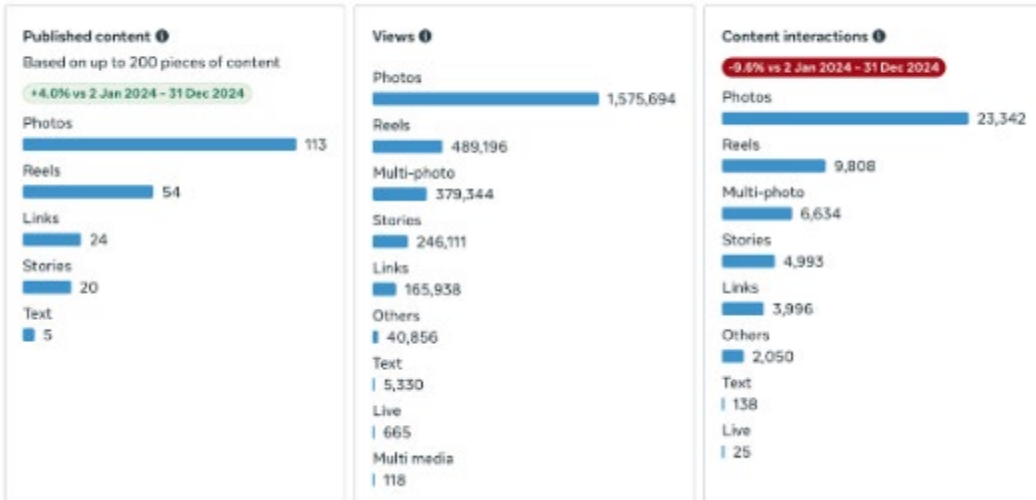 Published content
Based on up to 200 pieces of content
+4.0% vs 2 Jan 2024 – 31 Dec 2024
Photos
113
Reels
54
Links
24
Stories
20
Text
5
Views
Photos
1,575,694
Reels
489,196
Multi-photo
379,344
Stories
246,111
Links
165,938
Others
40,856
Text
5,330
Live
665
Multi media
118
Content interactions
-9.6% vs 2 Jan 2024 – 31 Dec 2024
Photos
23,342
Reels
9,808
Multi-photo
6,634
Stories
4,993
Links
3,996
Others
2,050
Text
138
Live
25